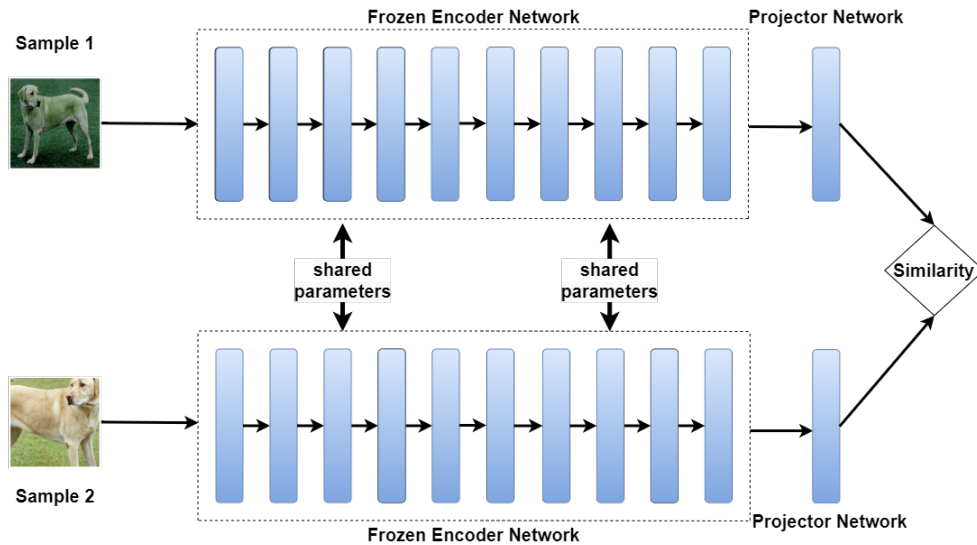 Frozen Encoder Network
Projector Network
Sample 1
shared
parameters
shared
parameters
Similarity
Sample 2
Projector Network
Frozen Encoder Network